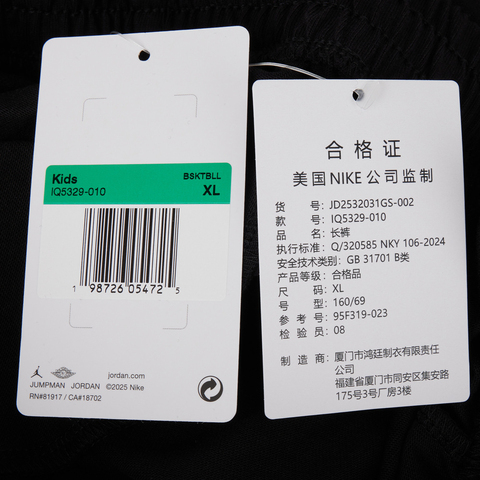 Kids
BSKTBLL
IQ5329-010
XL
1 98726 05472 5
jordan.com
JUMPMAN JORDAN ©2025 Nike
RN#81917 / CA#18702
合格证
美国NIKE公司监制
货 号: JD2532031GS-002
款 号: IQ5329-010
品 名: 长裤
执行标准: Q/320585 NKY 106-2024
安全技术类别: GB 31701 B类
产品等级: 合格品
尺 码: XL
号 型: 160/69
参 考 号: 95F319-023
检 验 员: 08
制 造 商: 厦门市鸿廷制衣有限责任
公司
福建省厦门市同安区集安路
175号3号厂房3楼